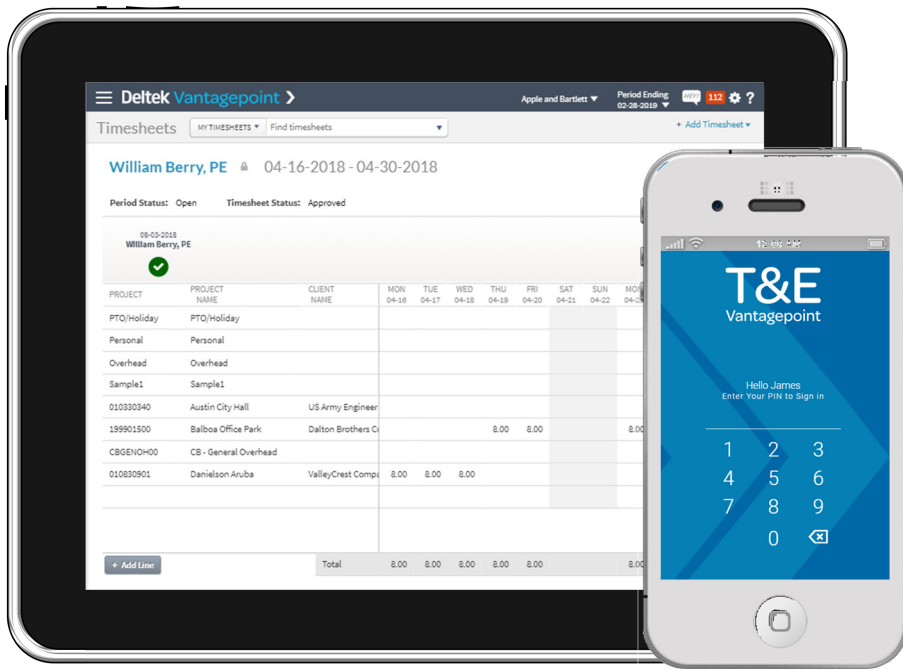 Deltek Vantagepoint
Apple and Bartlett
Period Ending
02-28-2019
HEY!
112
?
Timesheets
MY TIMESHEETS
Find timesheets
+ Add Timesheet
William Berry, PE
04-16-2018 - 04-30-2018
Period Status: Open
Timesheet Status: Approved
08-03-2018
William Berry, PE
PROJECT PROJECT NAME CLIENT NAME MON 04-16 TUE 04-17 WED 04-18 THU 04-19 FRI 04-20 SAT 04-21 SUN 04-22
PTO/Holiday PTO/Holiday
Personal Personal
Overhead Overhead
Sample1 Sample1
010330340 Austin City Hall US Army Engineer
199901500 Balboa Office Park Dalton Brothers 8.00 8.00 8.00
CBGENOH00 CB - General Overhead
010830901 Danielson Aruba ValleyCrest Compa 8.00 8.00 8.00
+ Add Line
Total 8.00 8.00 8.00 8.00 8.00 8.00
T&E
Vantagepoint
Hello James
Enter Your PIN to Sign in
1 2 3
4 5 6
7 8 9
0